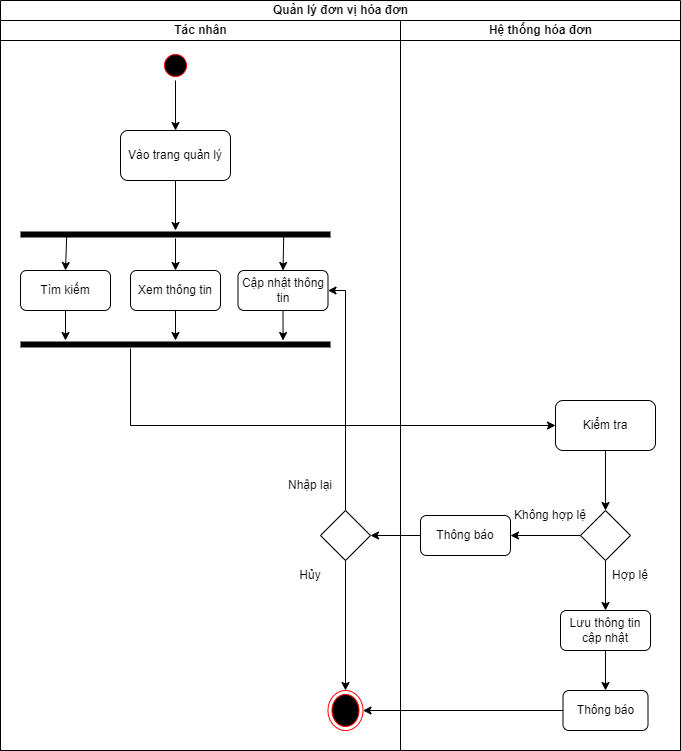 Quản lý đơn vị hóa đơn
Tác nhân
Hệ thống hóa đơn
Vào trang quản lý
Tìm kiếm
Xem thông tin
Cập nhật thông
tin
Kiểm tra
Nhập lại
Không hợp lệ
Thông báo
Hủy
Hợp lệ
Lưu thông tin
cập nhật
Thông báo